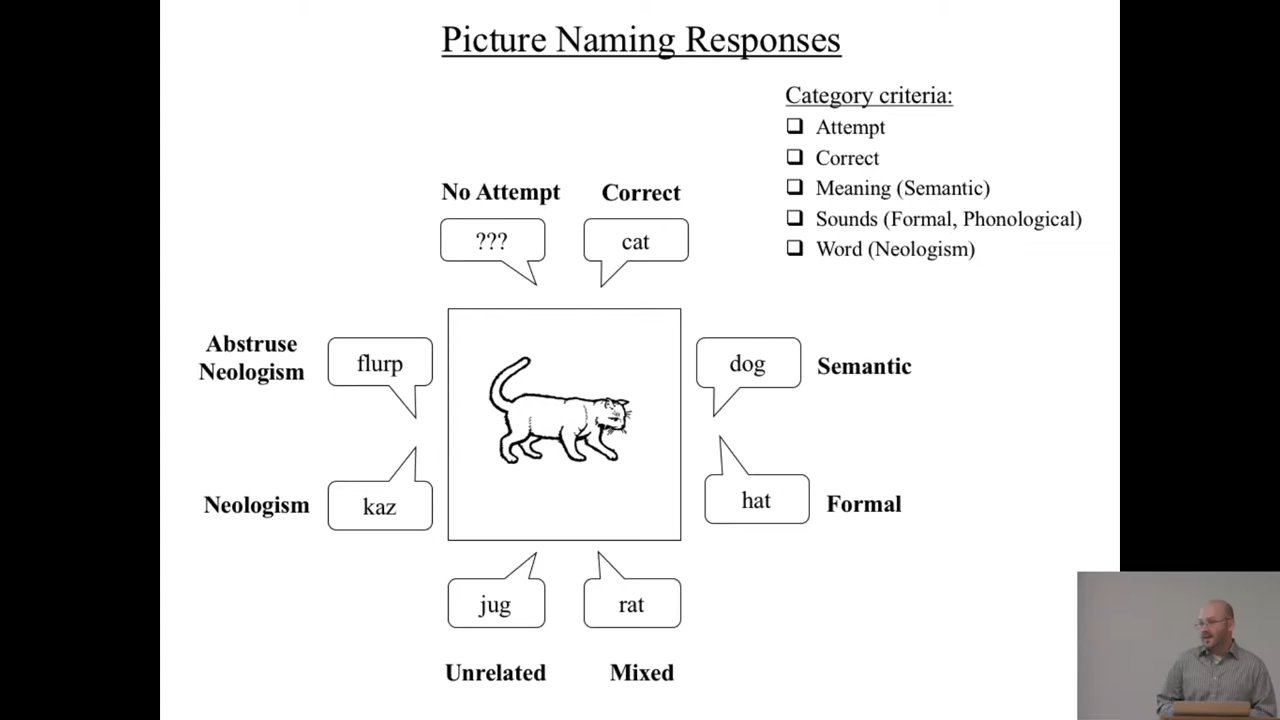 Picture Naming Responses
Category criteria:
❑ Attempt
❑ Correct
❑ Meaning (Semantic)
❑ Sounds (Formal, Phonological)
❑ Word (Neologism)
No Attempt
Correct
???
cat
Abstruse
Neologism
flurp
dog
Semantic
Neologism
kaz
hat
Formal
jug
rat
Unrelated
Mixed